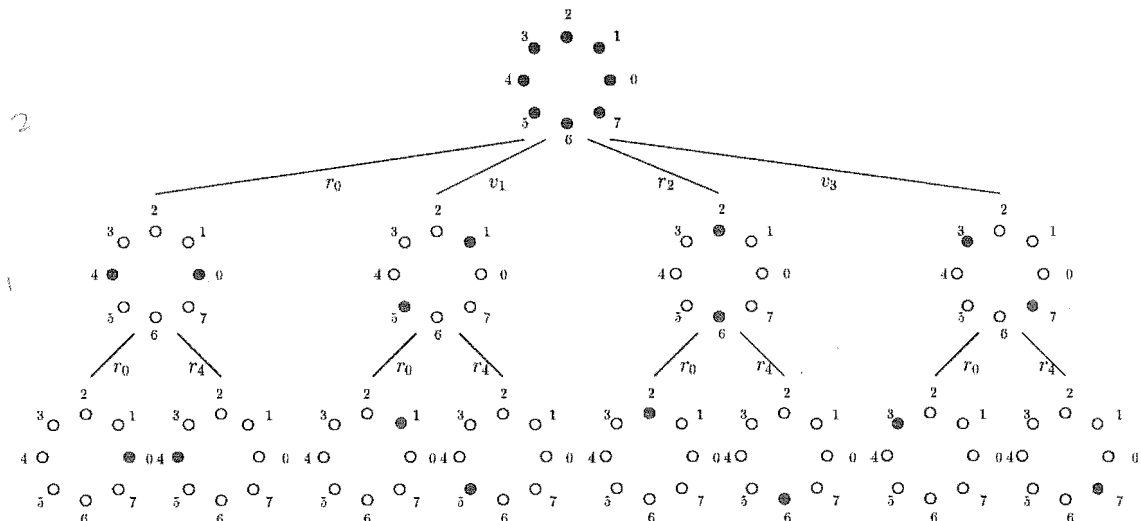 2
3 1
4 0
5 7
2
6
r₀ v₁ r₂ v₃
2 2 2 2
3 1 3 1 3 1 3 1
4 0 4 0 4 0 4 0
1
5 7 5 7 5 7 5 7
6 6 6 6
r₀ r₄ r₀ r₄ r₀ r₄ r₀ r₄
2 2 2 2 2 2 2 2
3 1 3 1 3 1 3 1 3 1 3 1 3 1 3 1
4 0 4 0 4 0 4 0 4 0 4 0 4 0 4 0
5 7 5 7 5 7 5 7 5 7 5 7 5 7 5 7
6 6 6 6 6 6 6 6